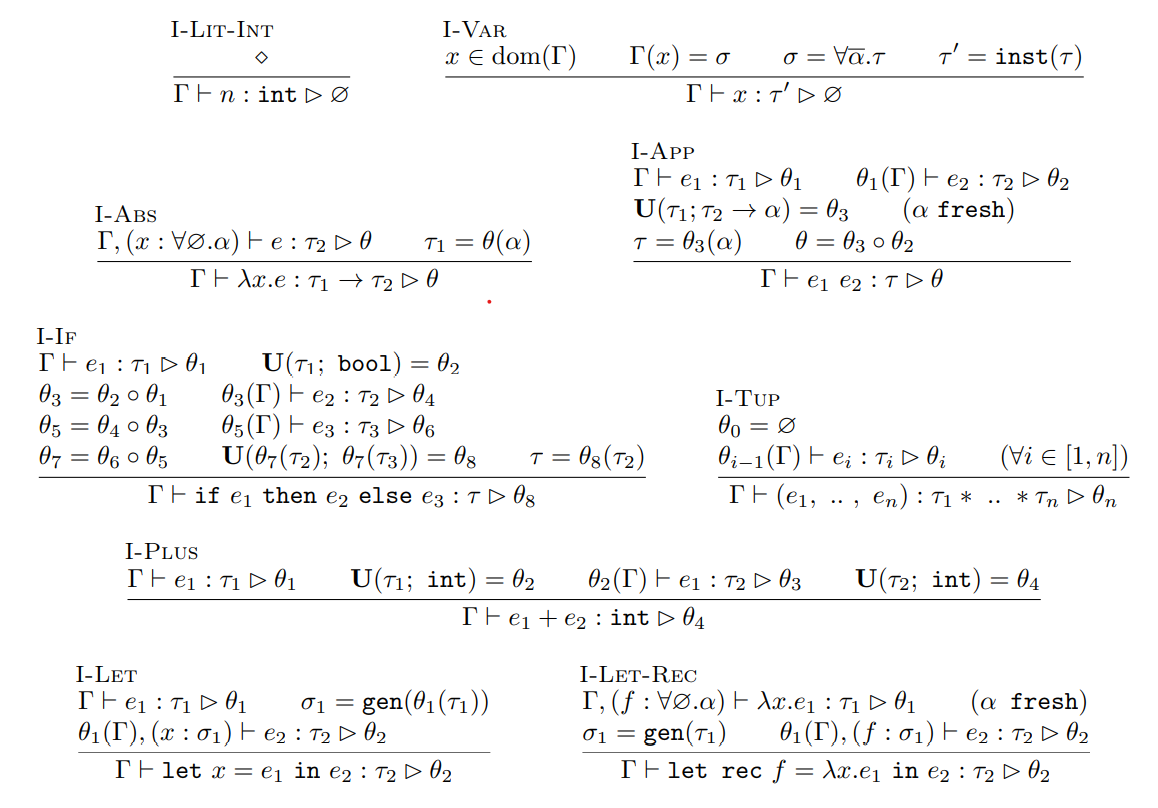 I-Lit-Int
⋄
Γ ⊢ n : int ▷ ∅
I-Var
x ∈ dom(Γ) Γ(x) = σ σ = ∀α̅.τ τ′ = inst(τ)
Γ ⊢ x : τ′ ▷ ∅
I-Abs
Γ, (x : ∀∅.α) ⊢ e : τ₂ ▷ θ τ₁ = θ(α)
Γ ⊢ λx.e : τ₁ → τ₂ ▷ θ
I-App
Γ ⊢ e₁ : τ₁ ▷ θ₁ θ₁(Γ) ⊢ e₂ : τ₂ ▷ θ₂
U(τ₁; τ₂ → α) = θ₃ (α fresh)
τ = θ₃(α) θ = θ₃ ∘ θ₂
Γ ⊢ e₁ e₂ : τ ▷ θ
I-If
Γ ⊢ e₁ : τ₁ ▷ θ₁ U(τ₁; bool) = θ₂
θ₃ = θ₂ ∘ θ₁ θ₃(Γ) ⊢ e₂ : τ₂ ▷ θ₄
θ₅ = θ₄ ∘ θ₃ θ₅(Γ) ⊢ e₃ : τ₃ ▷ θ₆
θ₇ = θ₆ ∘ θ₅ U(θ₇(τ₂); θ₇(τ₃)) = θ₈ τ = θ₈(τ₂)
Γ ⊢ if e₁ then e₂ else e₃ : τ ▷ θ₈
I-Tup
θ₀ = ∅
θᵢ₋₁(Γ) ⊢ eᵢ : τᵢ ▷ θᵢ (∀i ∈ [1, n])
Γ ⊢ (e₁, .. , eₙ) : τ₁ ∗ .. ∗ τₙ ▷ θₙ
I-Plus
Γ ⊢ e₁ : τ₁ ▷ θ₁ U(τ₁; int) = θ₂ θ₂(Γ) ⊢ e₁ : τ₂ ▷ θ₃ U(τ₂; int) = θ₄
Γ ⊢ e₁ + e₂ : int ▷ θ₄
I-Let
Γ ⊢ e₁ : τ₁ ▷ θ₁ σ₁ = gen(θ₁(τ₁))
θ₁(Γ), (x : σ₁) ⊢ e₂ : τ₂ ▷ θ₂
Γ ⊢ let x = e₁ in e₂ : τ₂ ▷ θ₂
I-Let-Rec
Γ, (f : ∀∅.α) ⊢ λx.e₁ : τ₁ ▷ θ₁ (α fresh)
σ₁ = gen(τ₁) θ₁(Γ), (f : σ₁) ⊢ e₂ : τ₂ ▷ θ₂
Γ ⊢ let rec f = λx.e₁ in e₂ : τ₂ ▷ θ₂